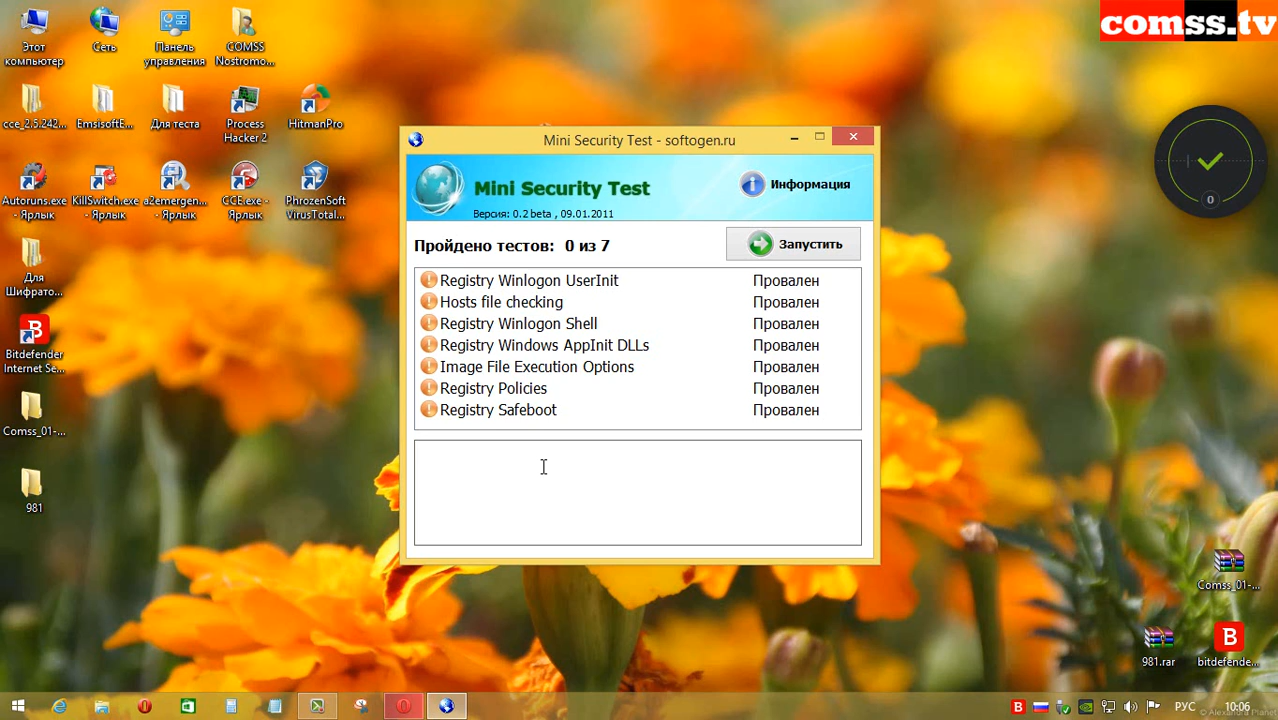 comss.tv
Этот компьютер
Сеть
Панель управления
COMSS Nostromo...
cce_2.5.242...
EmsisoftE...
Для теста
Process Hacker 2
HitmanPro
Autoruns.exe - Ярлык
KillSwitch.exe - Ярлык
a2emergen... - Ярлык
CCE.exe - Ярлык
PhrozenSoft VirusTotal...
Для Шифрато...
Bitdefender Internet Se...
Comss_01-...
981
Mini Security Test - softogen.ru
Mini Security Test
Информация
Версия: 0.2 beta , 09.01.2011
Пройдено тестов: 0 из 7
Запустить
Registry Winlogon UserInit Провален
Hosts file checking Провален
Registry Winlogon Shell Провален
Registry Windows AppInit DLLs Провален
Image File Execution Options Провален
Registry Policies Провален
Registry Safeboot Провален
0
Comss_01-...
981.rar
bitdefende...
РУС
10:06
© Alexandra Planet